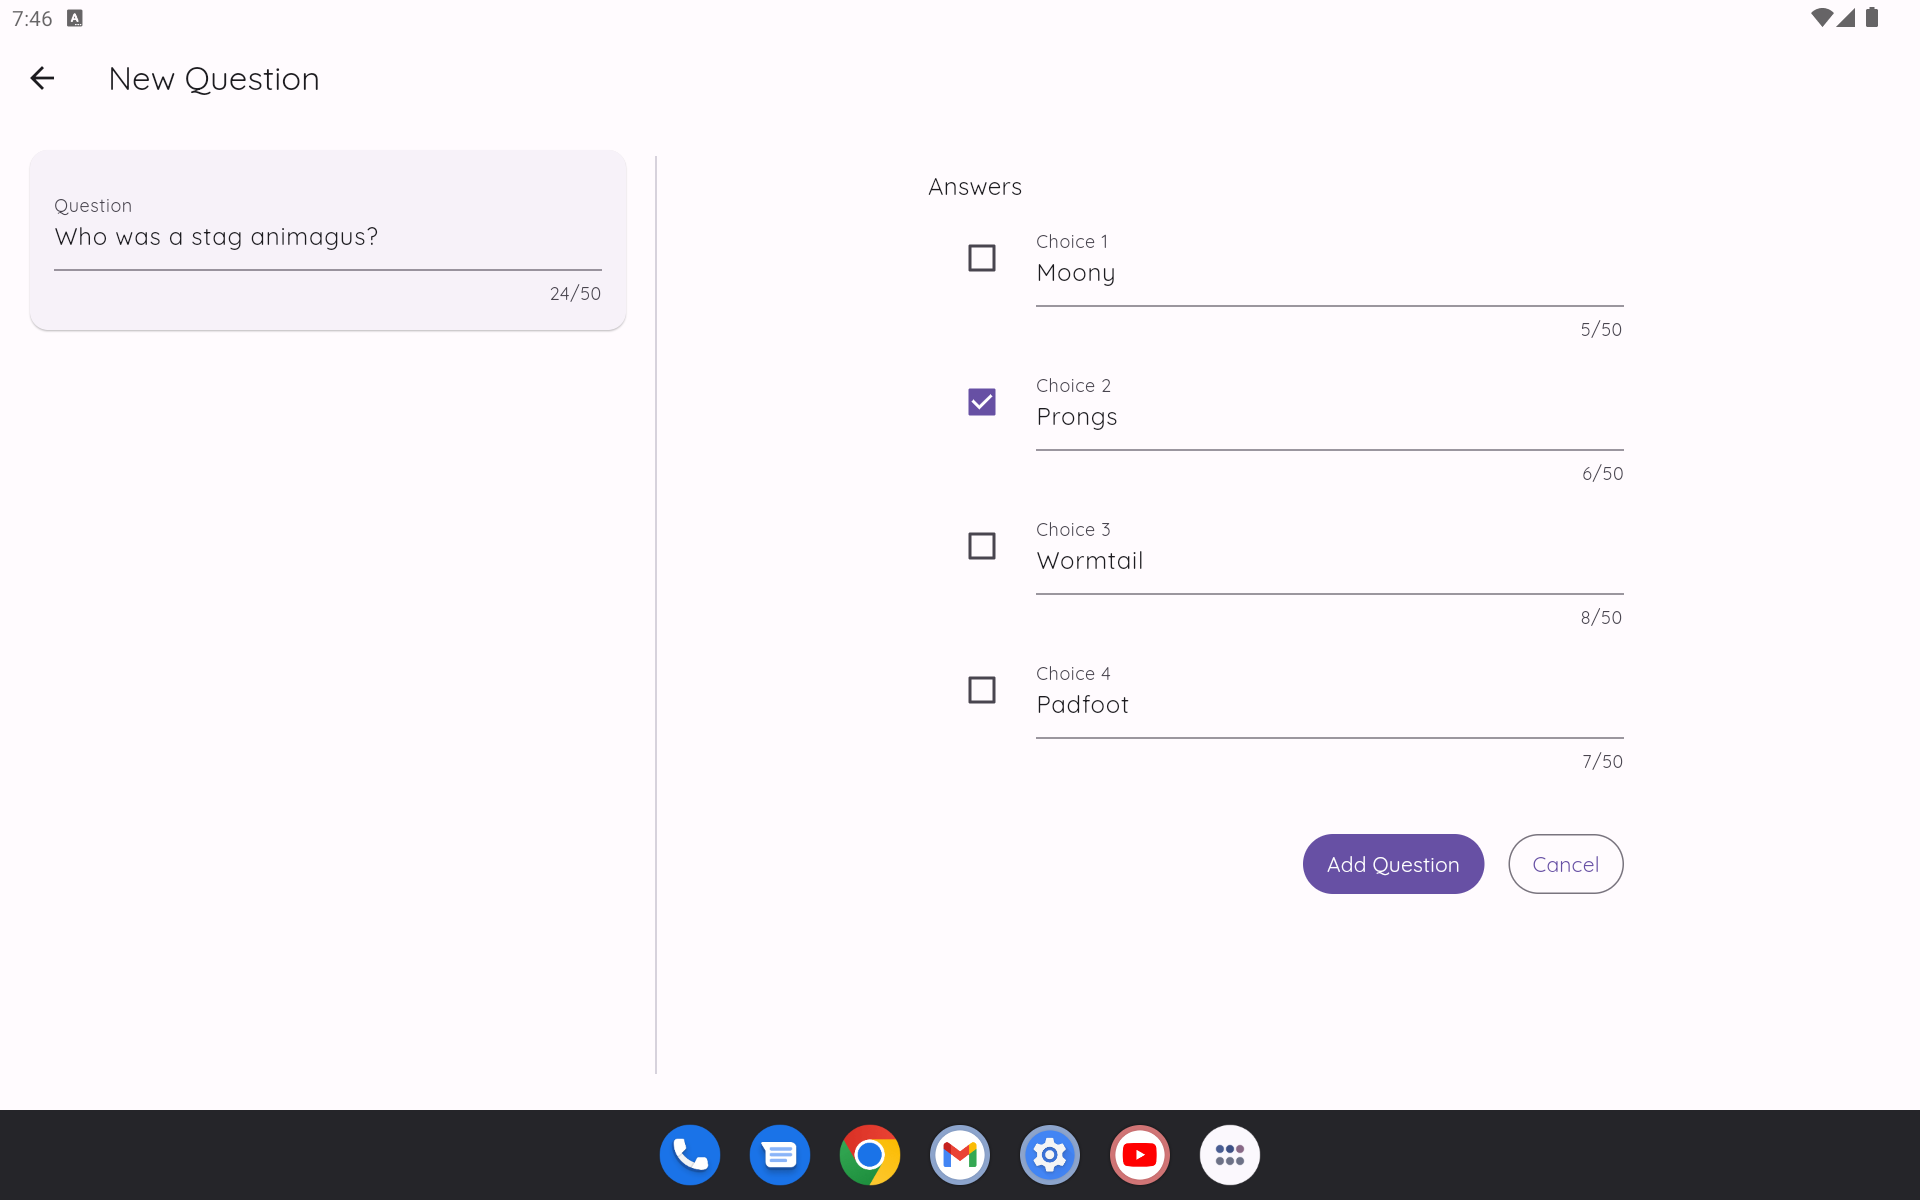 7:46
New Question
Question
Who was a stag animagus?
24/50
Answers
Choice 1
Moony
5/50
Choice 2
Prongs
6/50
Choice 3
Wormtail
8/50
Choice 4
Padfoot
7/50
Add Question
Cancel